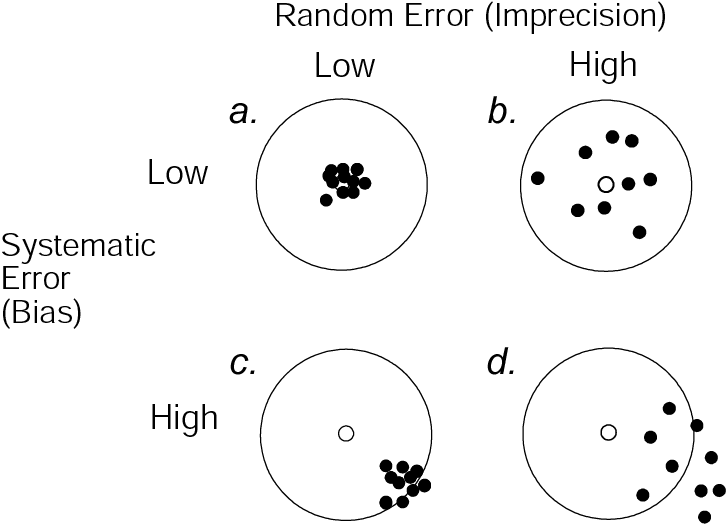 Random Error (Imprecision)
Low
High
a.
b.
Low
Systematic
Error
(Bias)
c.
d.
High